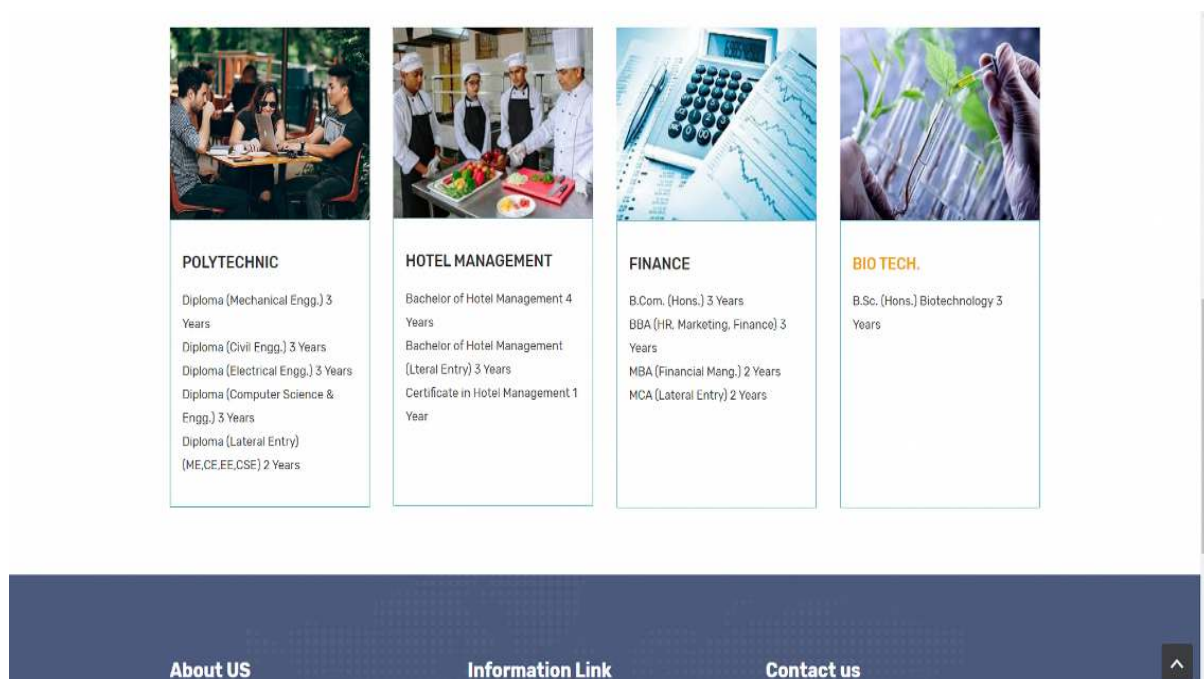 POLYTECHNIC
Diploma (Mechanical Engg.) 3
Years
Diploma (Civil Engg.) 3 Years
Diploma (Electrical Engg.) 3 Years
Diploma (Computer Science &
Engg.) 3 Years
Diploma (Lateral Entry)
(ME,CE,EE,CSE) 2 Years
HOTEL MANAGEMENT
Bachelor of Hotel Management 4
Years
Bachelor of Hotel Management
(Lteral Entry) 3 Years
Certificate in Hotel Management 1
Year
FINANCE
B.Com. (Hons.) 3 Years
BBA (HR, Marketing, Finance) 3
Years
MBA (Financial Mang.) 2 Years
MCA (Lateral Entry) 2 Years
BIO TECH.
B.Sc. (Hons.) Biotechnology 3
Years
About US
Information Link
Contact us